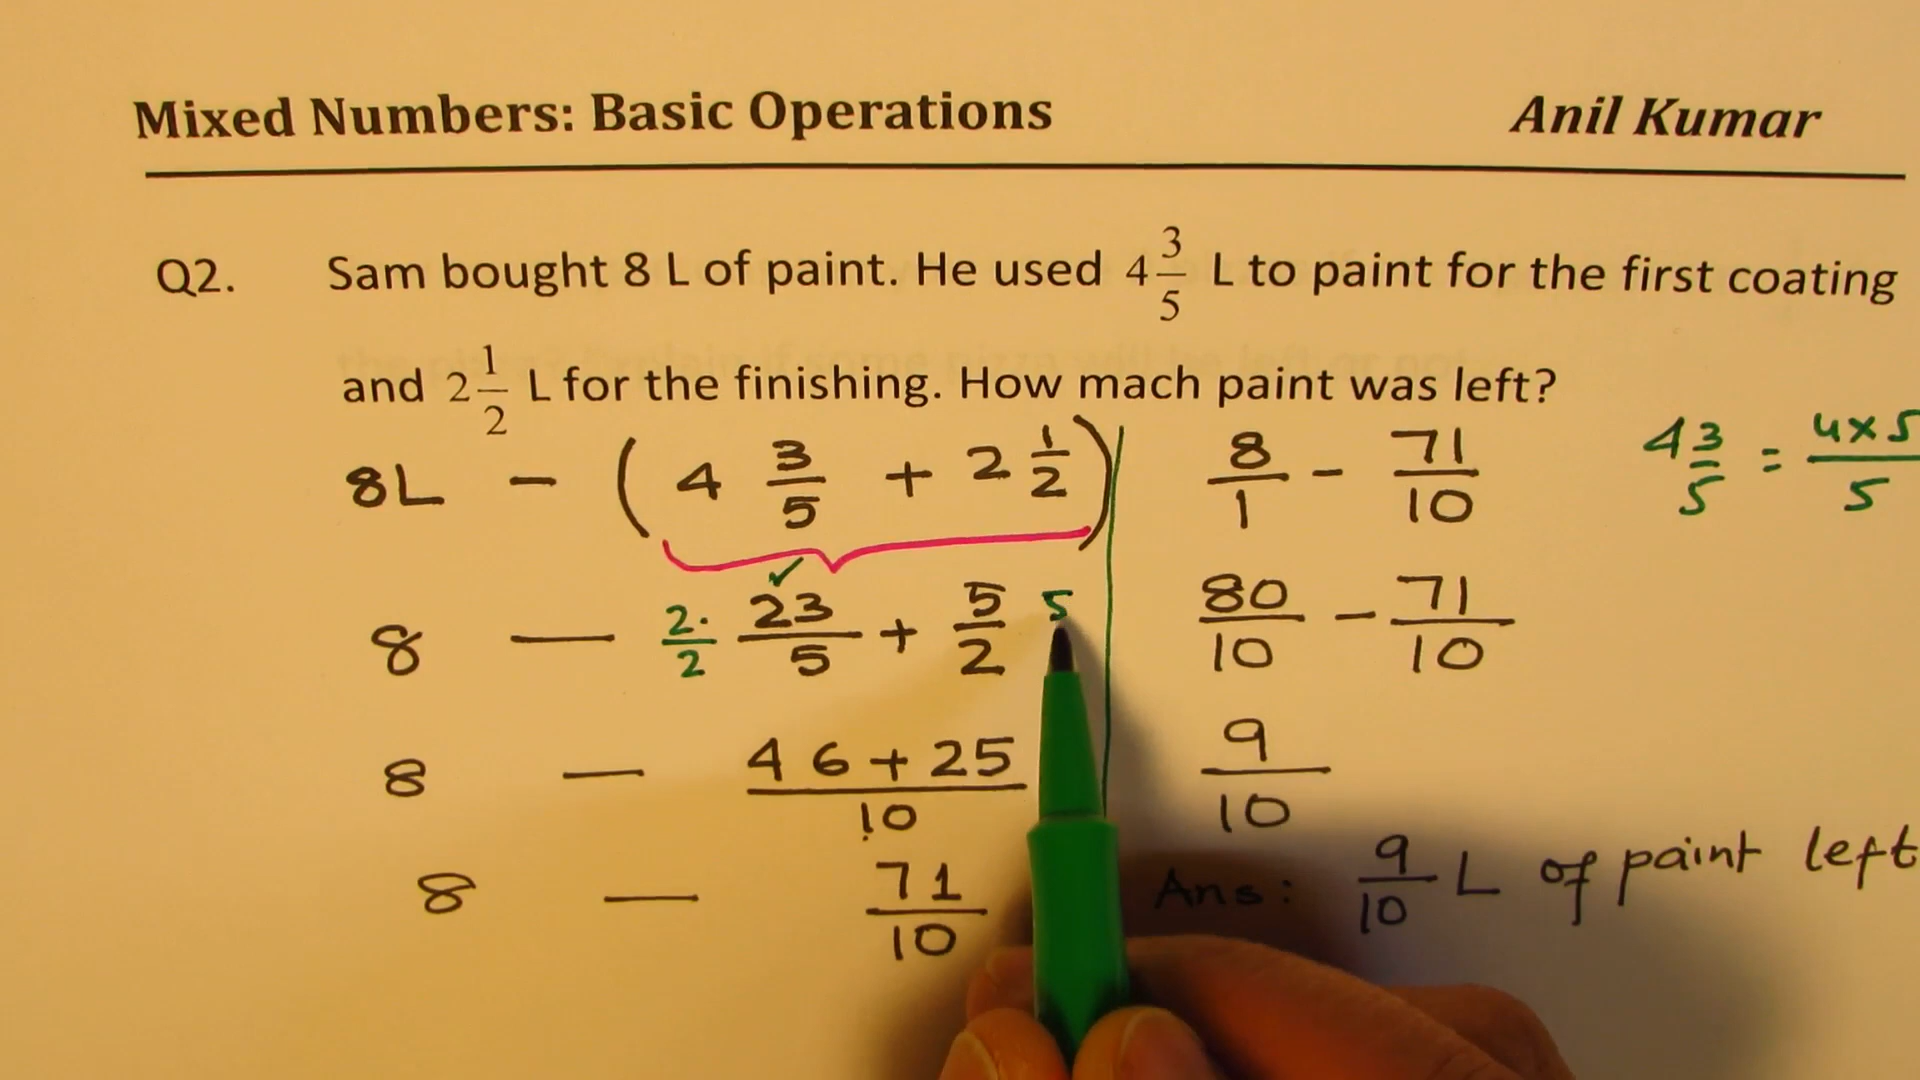 Mixed Numbers: Basic Operations Anil Kumar
Q2. Sam bought 8 L of paint. He used 4 3/5 L to paint for the first coating
and 2 1/2 L for the finishing. How mach paint was left?
8L - ( 4 3/5 + 2 1/2 )
8 - 2/2 · 23/5 ✓ + 5/2 5
8 - 46+25/10
8 - 71/10
8/1 - 71/10
80/10 - 71/10
9/10
Ans: 9/10 L of paint left
4 3/5 = 4×5/5